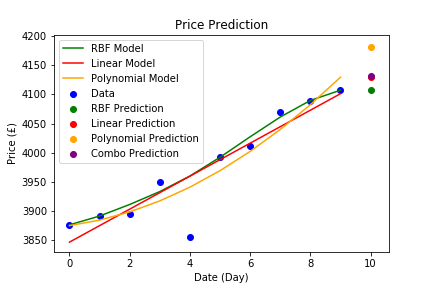 Price Prediction
4200
4150
4100
4050
4000
3950
3900
3850
Price (£)
RBF Model
Linear Model
Polynomial Model
Data
RBF Prediction
Linear Prediction
Polynomial Prediction
Combo Prediction
0 2 4 6 8 10
Date (Day)